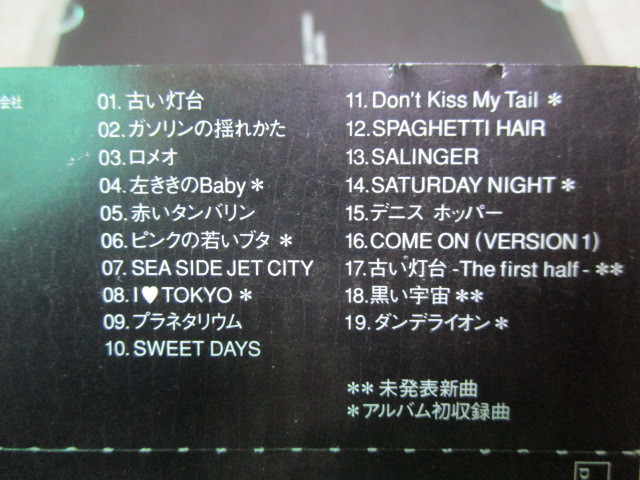 会社
01. 古い灯台
02. ガソリンの揺れかた
03. ロメオ
04. 左ききのBaby＊
05. 赤いタンバリン
06. ピンクの若いブタ ＊
07. SEA SIDE JET CITY
08. I♥TOKYO ＊
09. プラネタリウム
10. SWEET DAYS
11. Don't Kiss My Tail ＊
12. SPAGHETTI HAIR
13. SALINGER
14. SATURDAY NIGHT ＊
15. デニス ホッパー
16. COME ON (VERSION 1)
17. 古い灯台 -The first half - ＊＊
18. 黒い宇宙 ＊＊
19. ダンデライオン＊
＊＊ 未発表新曲
＊アルバム初収録曲